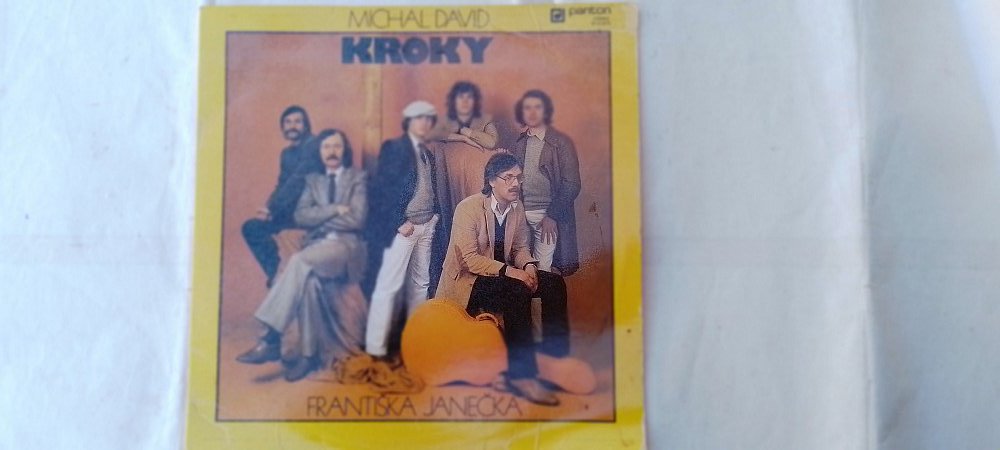 MICHAL DAVID
panton
KROKY
FRANTIŠKA JANEČKA